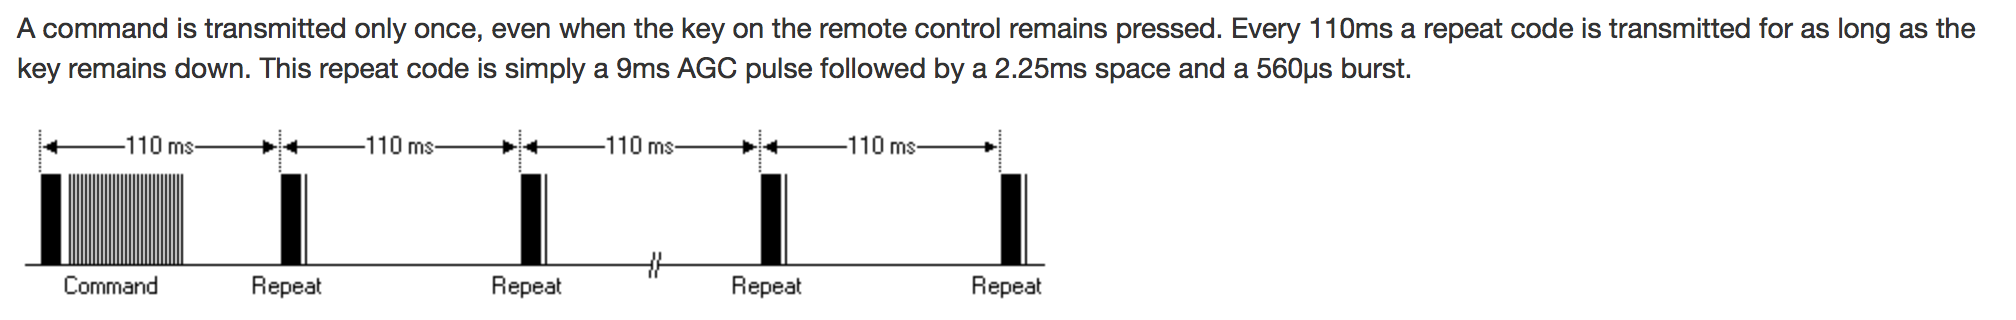 A command is transmitted only once, even when the key on the remote control remains pressed. Every 110ms a repeat code is transmitted for as long as the
key remains down. This repeat code is simply a 9ms AGC pulse followed by a 2.25ms space and a 560µs burst.
110 ms 110 ms 110 ms 110 ms
Command Repeat Repeat Repeat Repeat